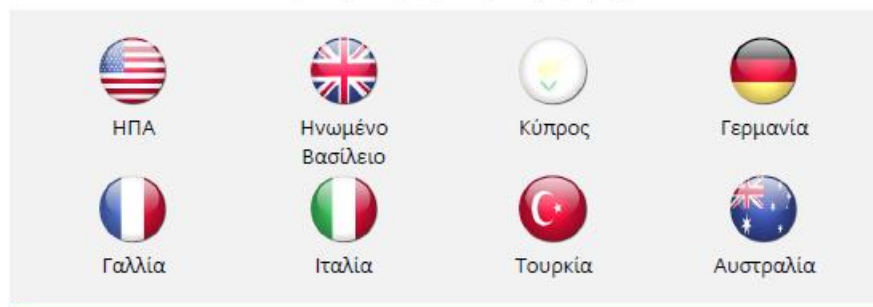 ΗΠΑ
Ηνωμένο
Βασίλειο
Κύπρος
Γερμανία
Γαλλία
Ιταλία
Τουρκία
Αυστραλία